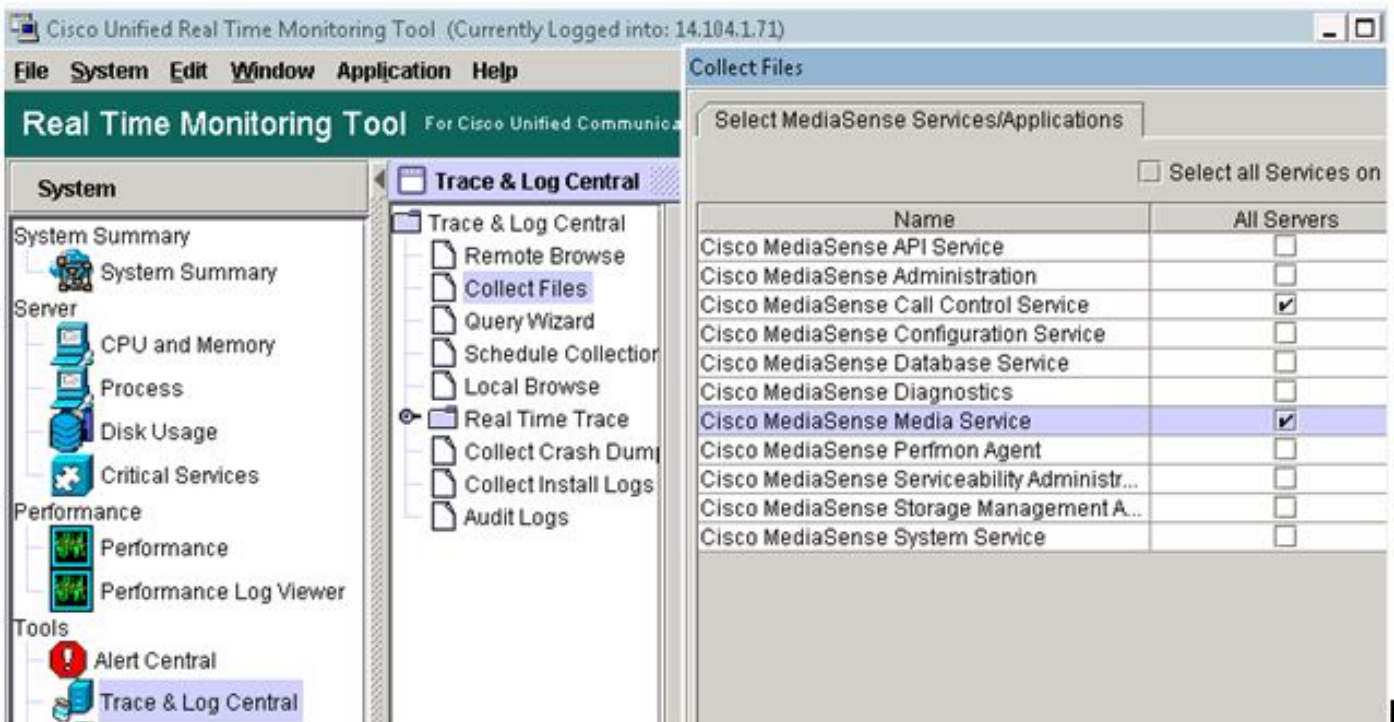 Cisco Unified Real Time Monitoring Tool (Currently Logged into: 14.104.1.71)
File System Edit Window Application Help
Real Time Monitoring Tool For Cisco Unified Communica
System
System Summary
System Summary
Server
CPU and Memory
Process
Disk Usage
Critical Services
Performance
Performance
Performance Log Viewer
Tools
Alert Central
Trace & Log Central
Trace & Log Central
Trace & Log Central
Remote Browse
Collect Files
Query Wizard
Schedule Collection
Local Browse
Real Time Trace
Collect Crash Dum
Collect Install Logs
Audit Logs
Collect Files
Select MediaSense Services/Applications
Select all Services on
Name All Servers
Cisco MediaSense API Service
Cisco MediaSense Administration
Cisco MediaSense Call Control Service
Cisco MediaSense Configuration Service
Cisco MediaSense Database Service
Cisco MediaSense Diagnostics
Cisco MediaSense Media Service
Cisco MediaSense Perfmon Agent
Cisco MediaSense Serviceability Administr...
Cisco MediaSense Storage Management A...
Cisco MediaSense System Service